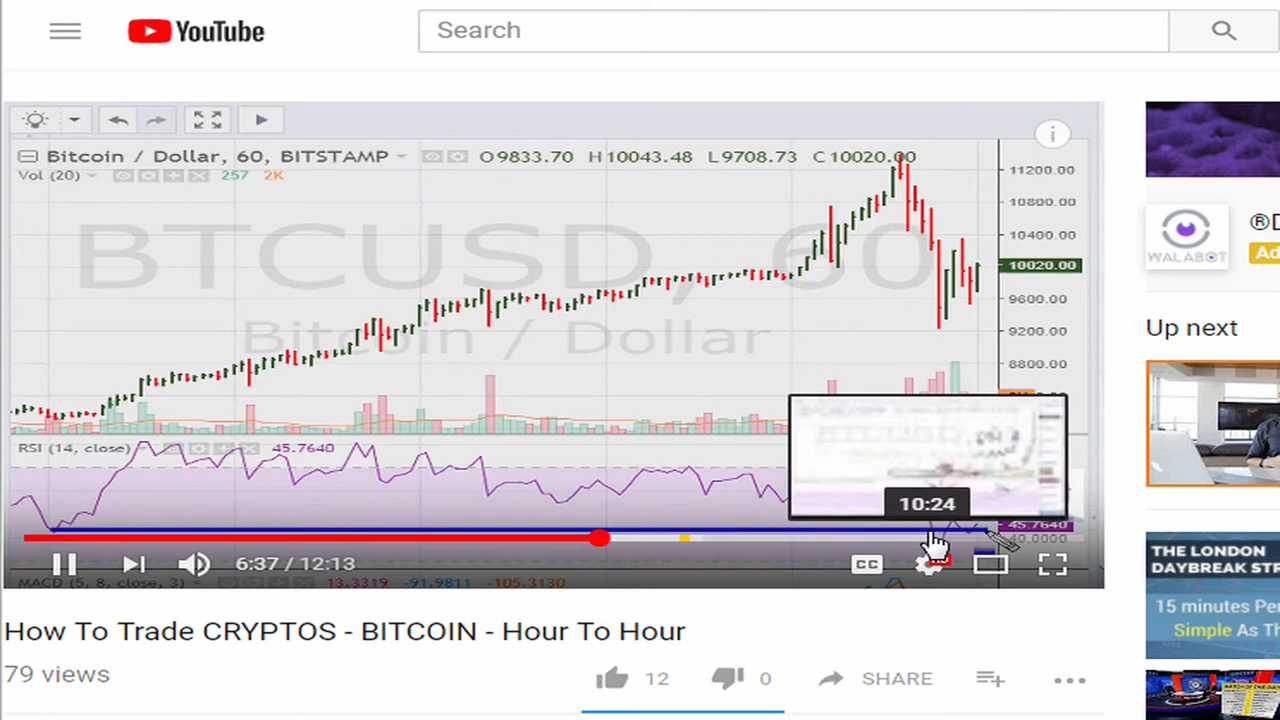 YouTube
Search
Bitcoin / Dollar, 60, BITSTAMP O9833.70 H10043.48 L9708.73 C10020.00
Vol (20) 257 2K
BTCUSD, 60
Bitcoin / Dollar
11200.00
10800.00
10400.00
10020.00
9600.00
9200.00
8800.00
RSI (14, close) 45.7640
10:24
45.7640
40.0000
6:37 / 12:13
CC
MACD (5, 8, close, 3) 13.3319 -91.9811 -105.3130
How To Trade CRYPTOS - BITCOIN - Hour To Hour
79 views
12
0
SHARE
WALABOT
Ad
Up next
THE LONDON
DAYBREAK STR
15 minutes Per
Simple As Th